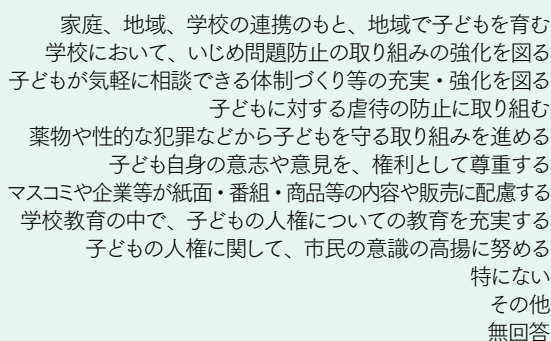 家庭、地域、学校の連携のもと、地域で子どもを育む
学校において、いじめ問題防止の取り組みの強化を図る
子どもが気軽に相談できる体制づくり等の充実・強化を図る
子どもに対する虐待の防止に取り組む
薬物や性的な犯罪などから子どもを守る取り組みを進める
子ども自身の意志や意見を、権利として尊重する
マスコミや企業等が紙面・番組・商品等の内容や販売に配慮する
学校教育の中で、子どもの人権についての教育を充実する
子どもの人権に関して、市民の意識の高揚に努める
特にない
その他
無回答